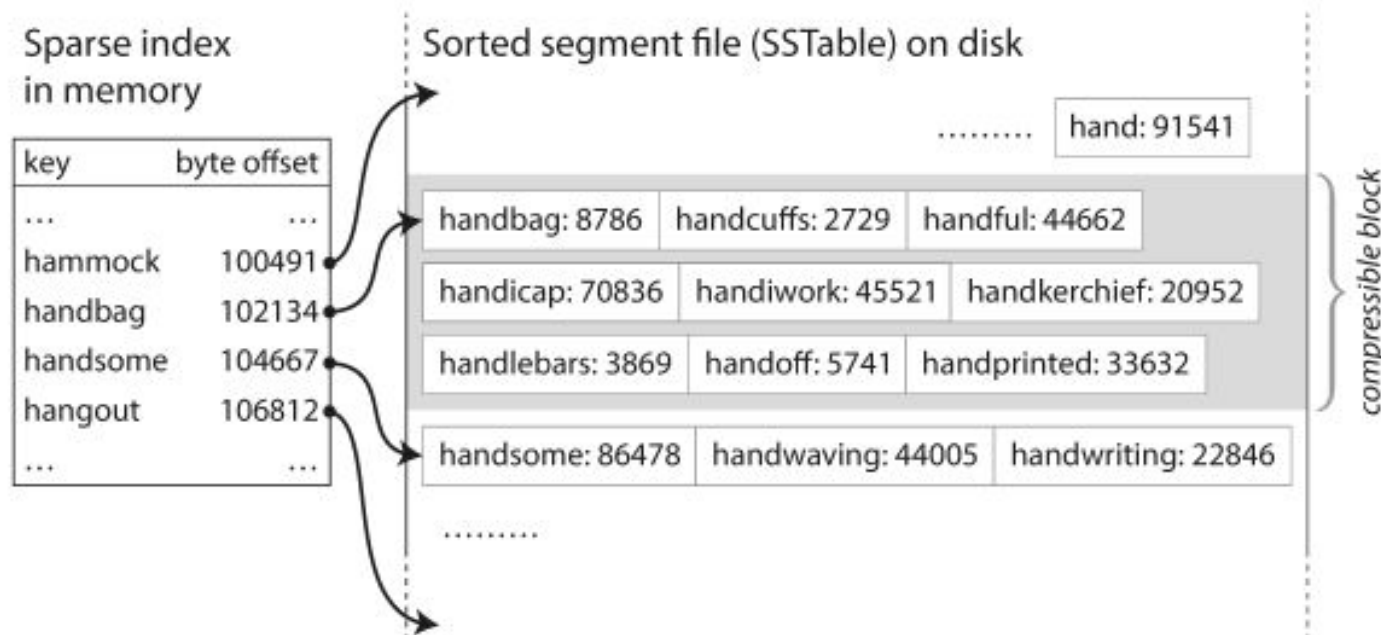 Sparse index
in memory
key byte offset
... ...
hammock 100491
handbag 102134
handsome 104667
hangout 106812
... ...
Sorted segment file (SSTable) on disk
......... hand: 91541
handbag: 8786 handcuffs: 2729 handful: 44662
handicap: 70836 handiwork: 45521 handkerchief: 20952
handlebars: 3869 handoff: 5741 handprinted: 33632
handsome: 86478 handwaving: 44005 handwriting: 22846
.........
compressible block